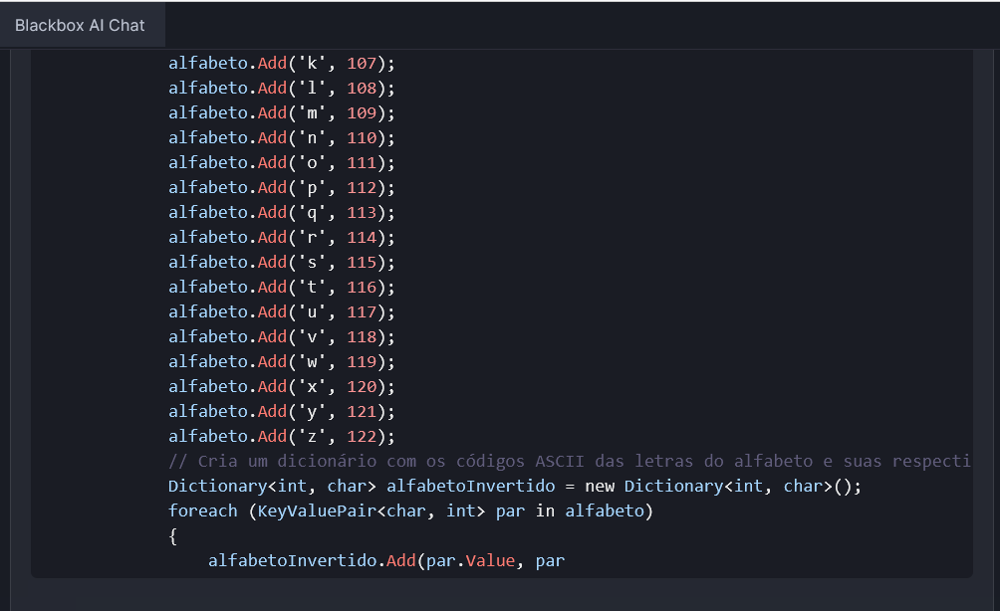 Blackbox AI Chat
alfabeto.Add('k', 107);
alfabeto.Add('l', 108);
alfabeto.Add('m', 109);
alfabeto.Add('n', 110);
alfabeto.Add('o', 111);
alfabeto.Add('p', 112);
alfabeto.Add('q', 113);
alfabeto.Add('r', 114);
alfabeto.Add('s', 115);
alfabeto.Add('t', 116);
alfabeto.Add('u', 117);
alfabeto.Add('v', 118);
alfabeto.Add('w', 119);
alfabeto.Add('x', 120);
alfabeto.Add('y', 121);
alfabeto.Add('z', 122);
// Cria um dicionário com os códigos ASCII das letras do alfabeto e suas respecti
Dictionary<int, char> alfabetoInvertido = new Dictionary<int, char>();
foreach (KeyValuePair<char, int> par in alfabeto)
{
alfabetoInvertido.Add(par.Value, par